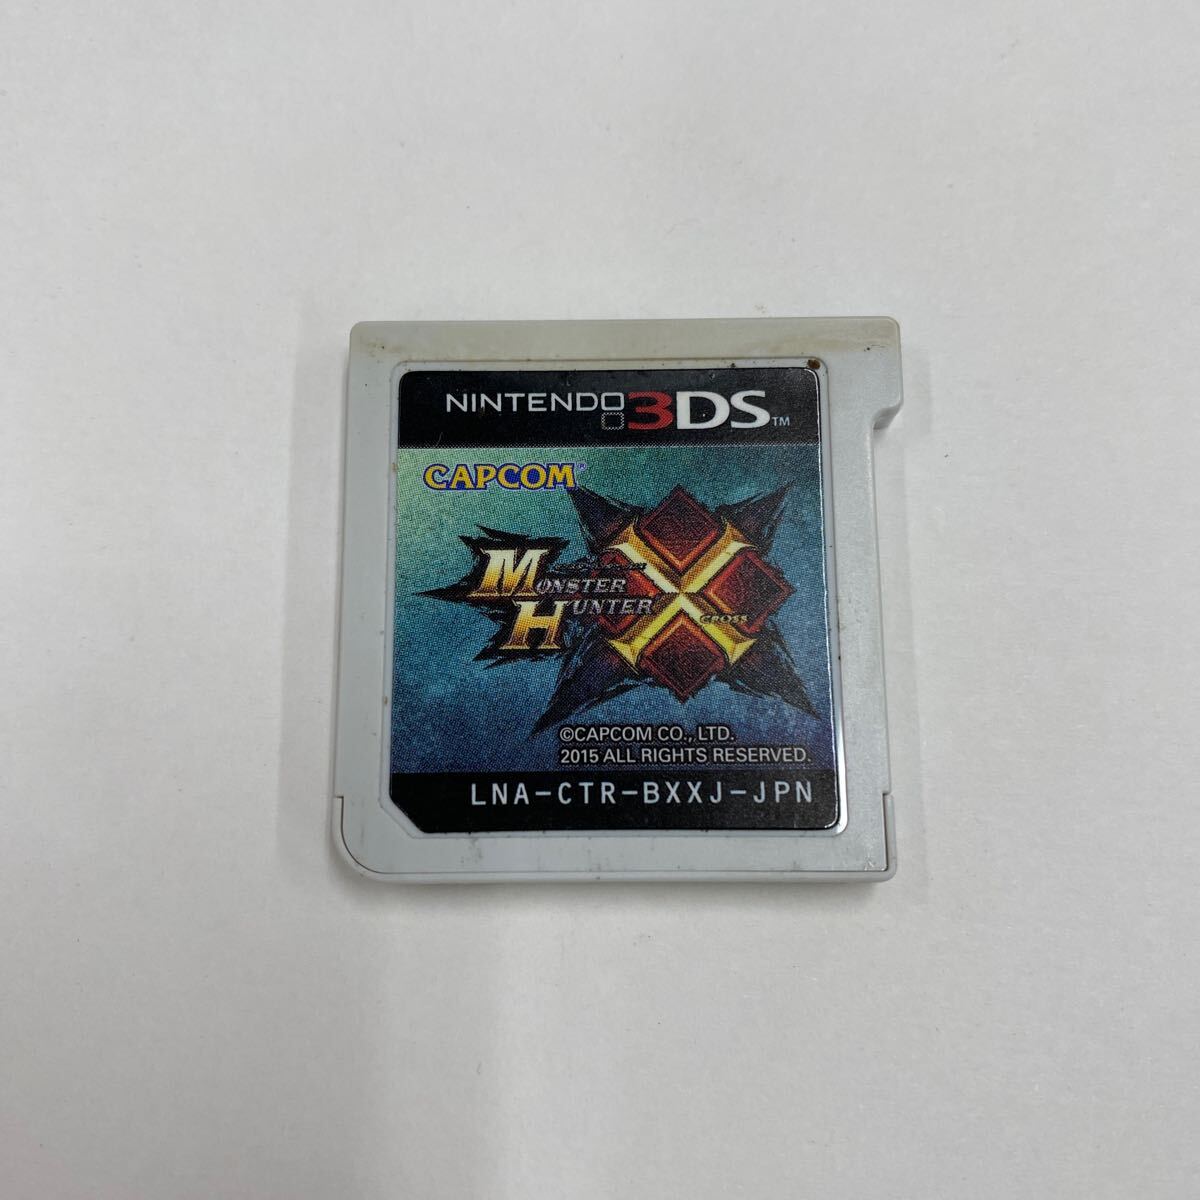 NINTENDO 3DS™
CAPCOM®
MONSTER
HUNTER
X
CROSS
©CAPCOM CO., LTD.
2015 ALL RIGHTS RESERVED.
LNA-CTR-BXXJ-JPN